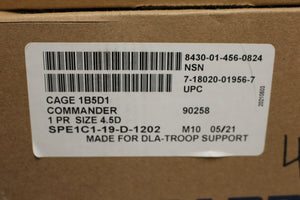 8430-01-456-0824
NSN
7-18020-01956-7
UPC
20210603
CAGE 1B5D1
COMMANDER 90258
1 PR SIZE 4.5D
SPE1C1-19-D-1202 M10 05/21
MADE FOR DLA-TROOP SUPPORT